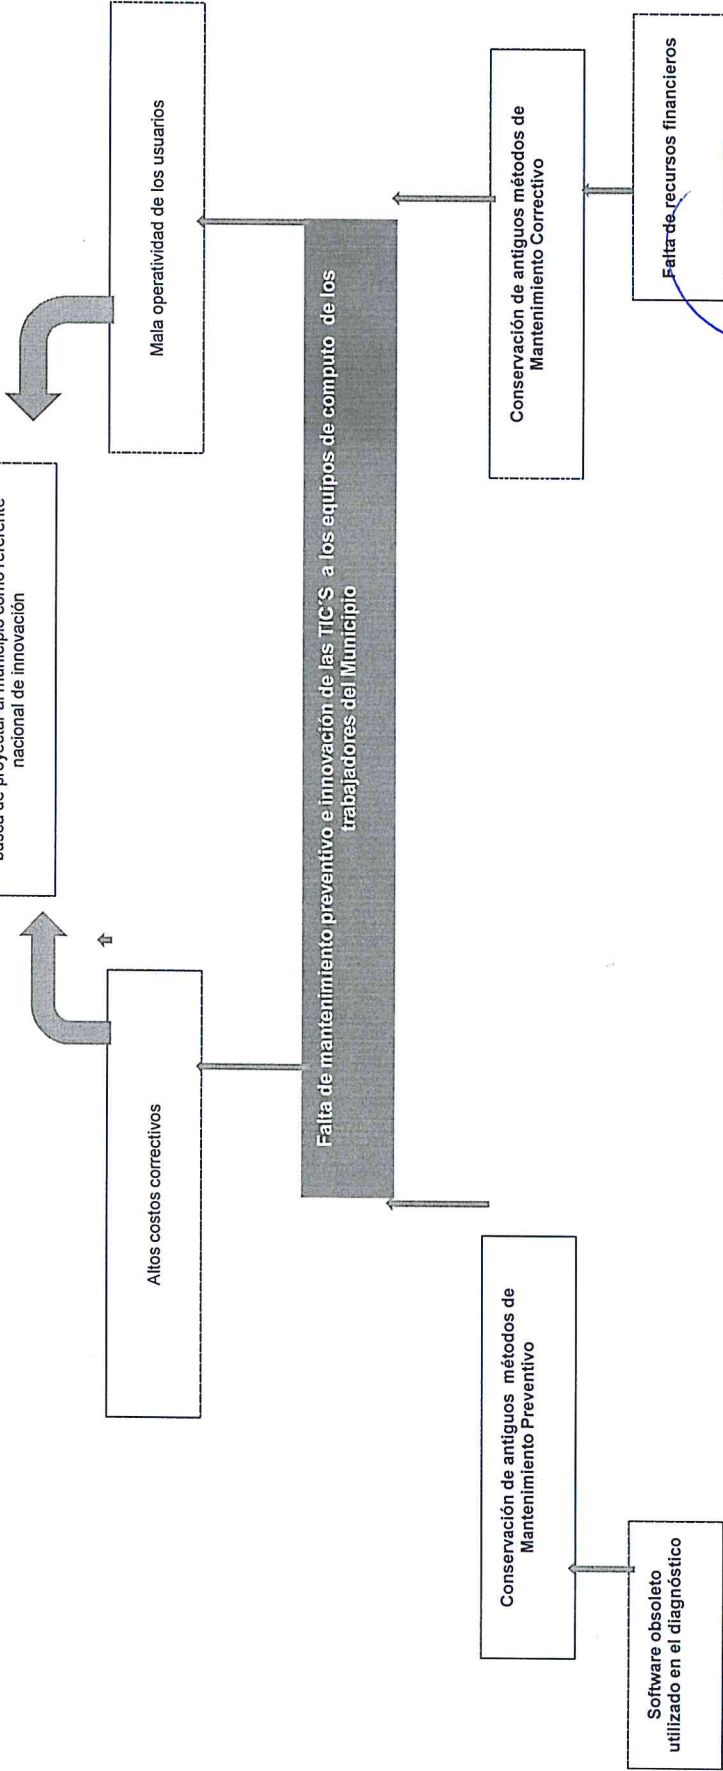 busca de proyectar al municipio como referente
nacional de innovación
Altos costos correctivos
Mala operatividad de los usuarios
Falta de mantenimiento preventivo e innovación de las TIC´S a los equipos de computo de los
trabajadores del Municipio
Conservación de antiguos métodos de
Mantenimiento Preventivo
Conservación de antiguos métodos de
Mantenimiento Correctivo
Software obsoleto
utilizado en el diagnóstico
Falta de recursos financieros